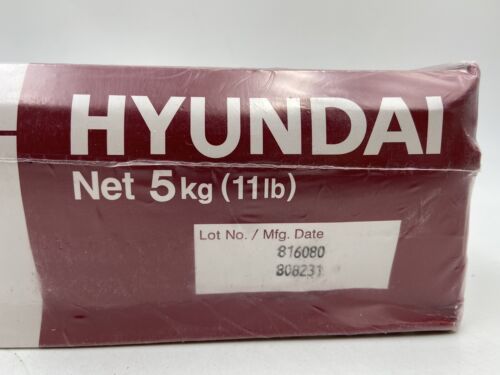 HYUNDAI
Net 5kg (11lb)
Lot No. / Mfg. Date
816080
808231